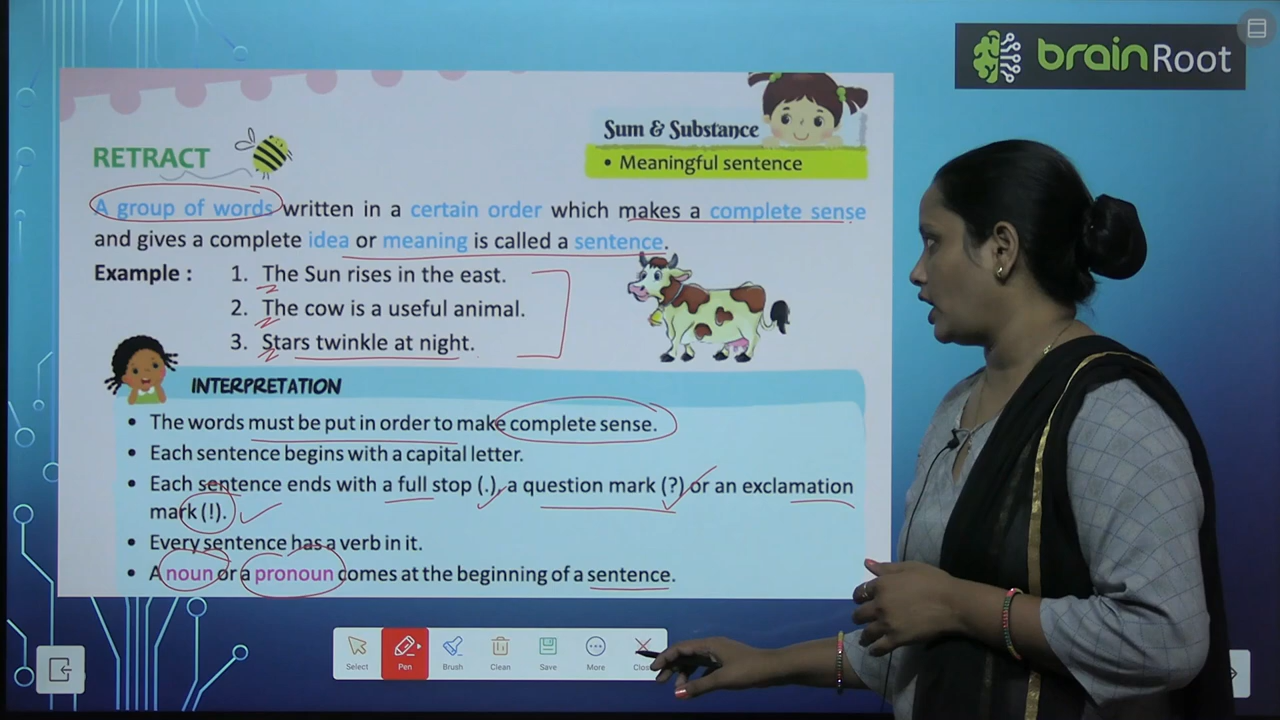 brainRoot
Sum & Substance
• Meaningful sentence
RETRACT
A group of words written in a certain order which makes a complete sense
and gives a complete idea or meaning is called a sentence.
Example : 1. The Sun rises in the east.
2. The cow is a useful animal.
3. Stars twinkle at night.
INTERPRETATION
• The words must be put in order to make complete sense.
• Each sentence begins with a capital letter.
• Each sentence ends with a full stop (.), a question mark (?) or an exclamation
mark (!).
• Every sentence has a verb in it.
• A noun or a pronoun comes at the beginning of a sentence.
Select Pen Brush Clean Save More Close